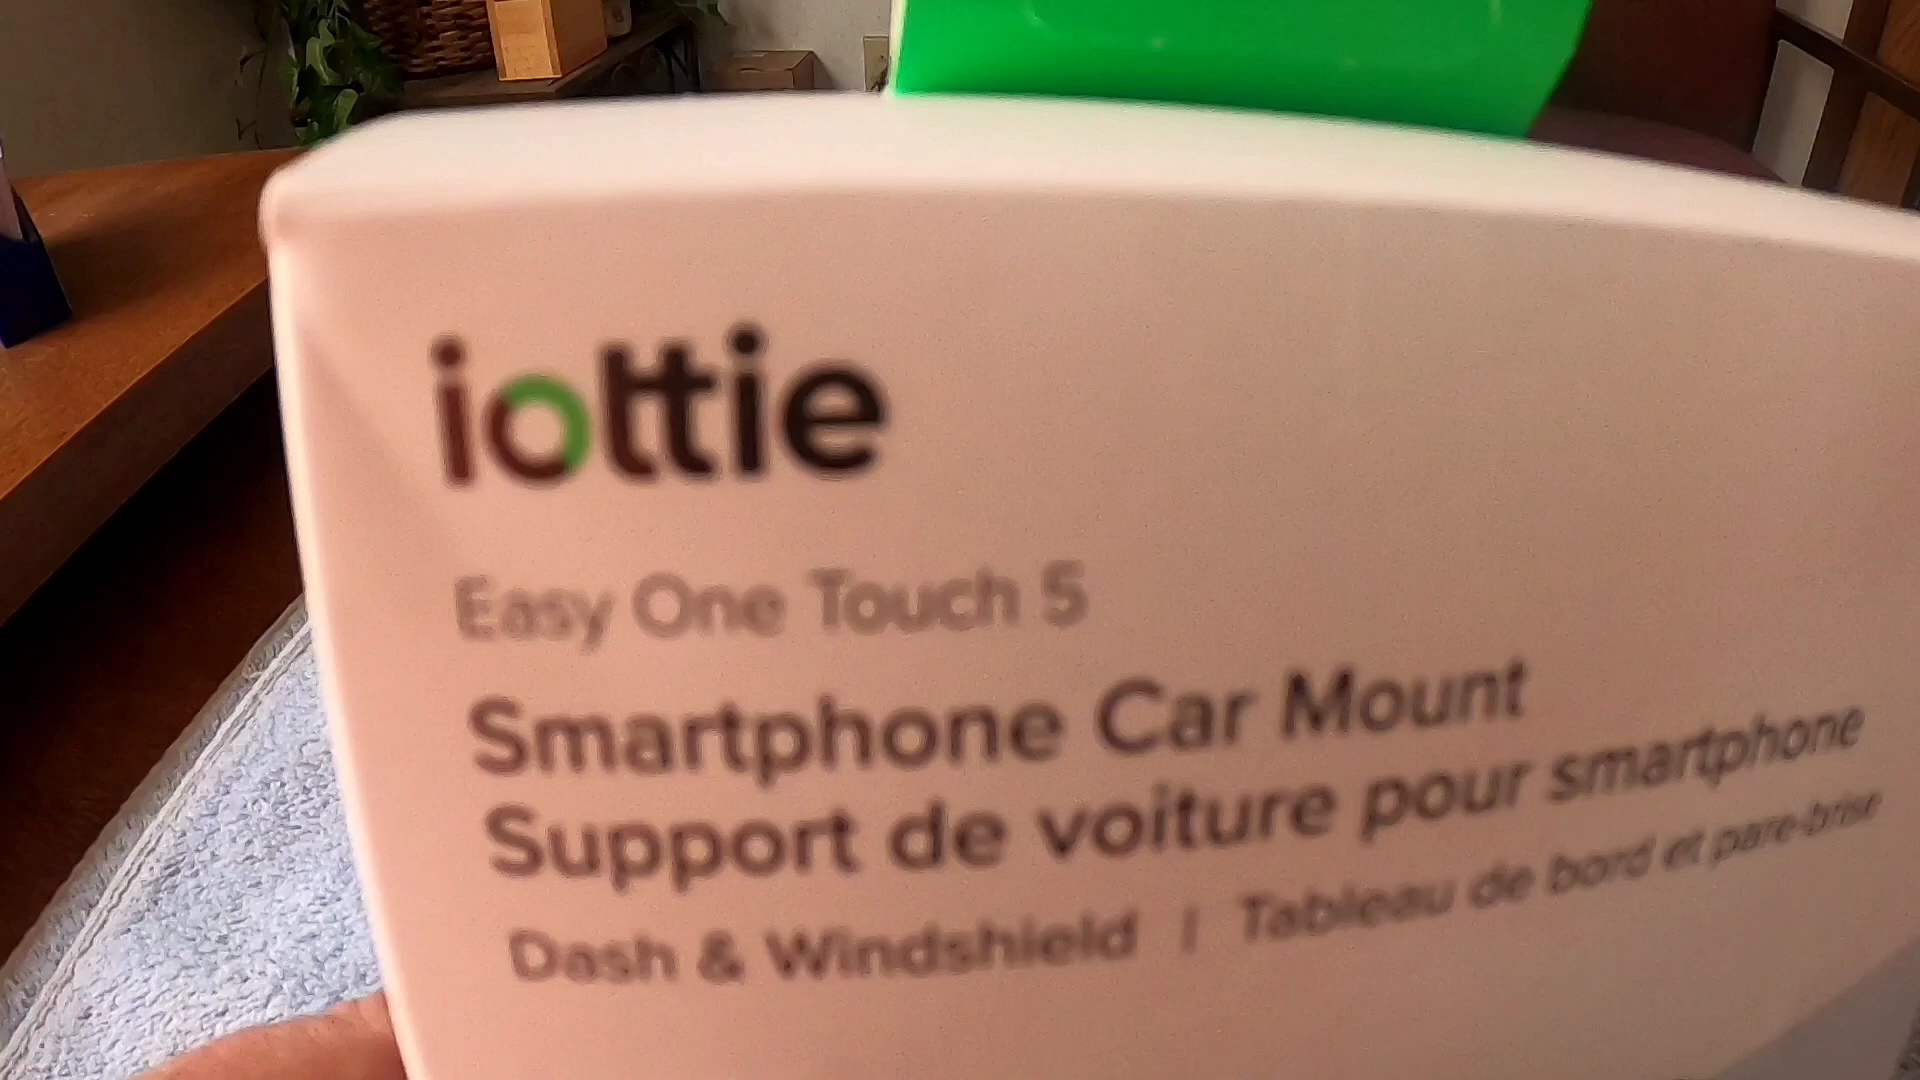 iottie
Easy One Touch 5
Smartphone Car Mount
Support de voiture pour smartphone
Dash & Windshield | Tableau de bord et pare-brise